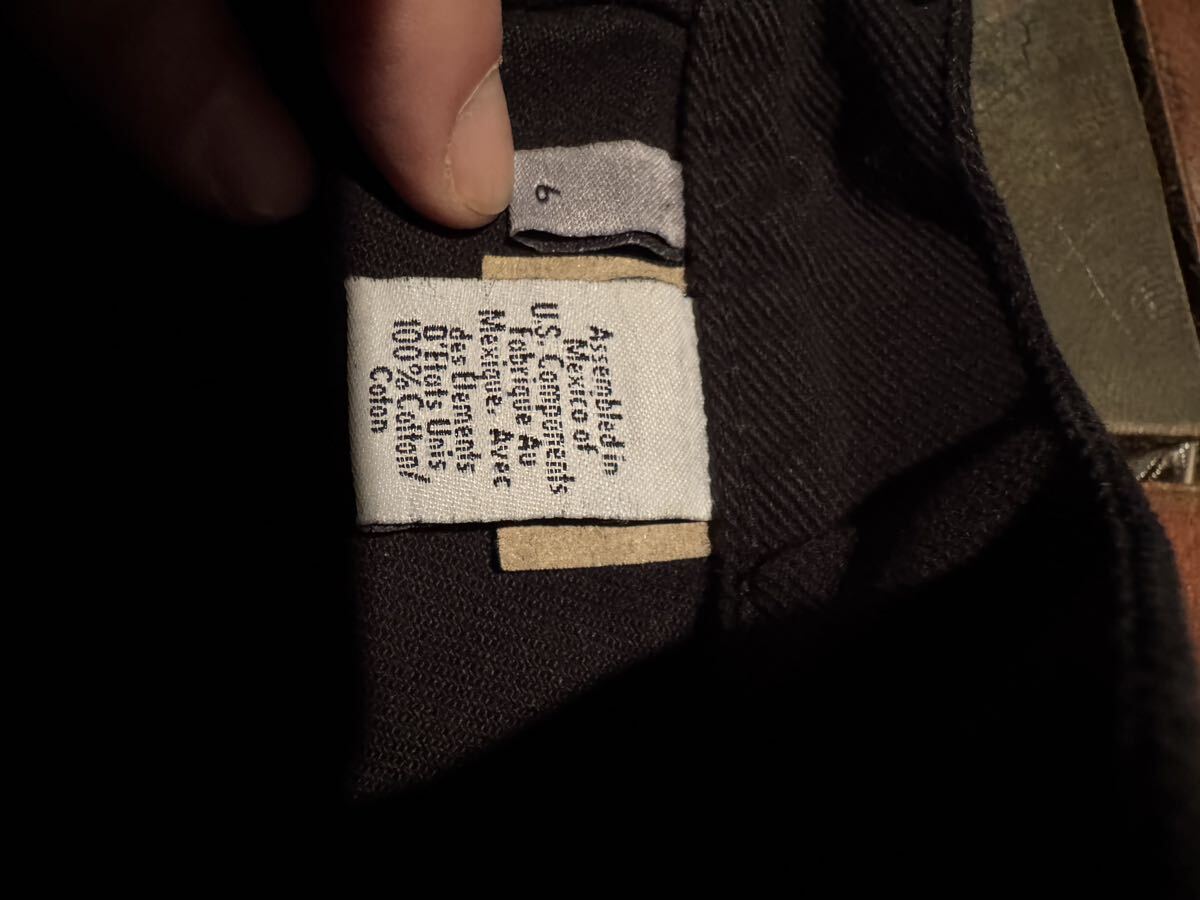 6
Assembled in
Mexico of
U.S. Components
Fabrique Au
Mexique. Avec
des Elements
D'Etats Unis
100% Cotton/
Coton